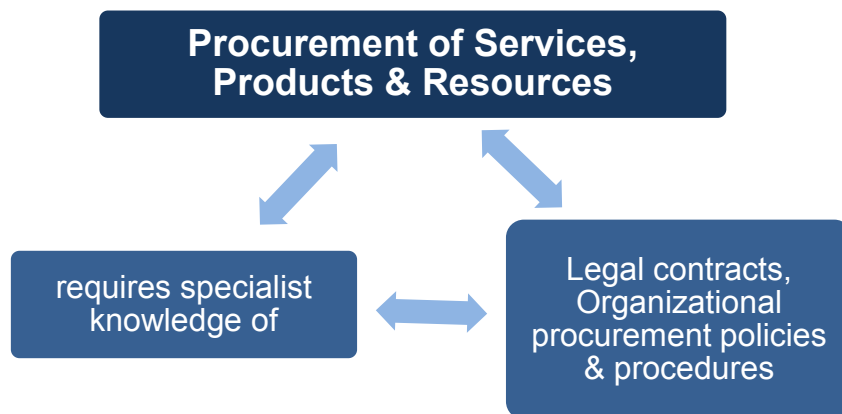 Procurement of Services,
Products & Resources
requires specialist
knowledge of
Legal contracts,
Organizational
procurement policies
& procedures